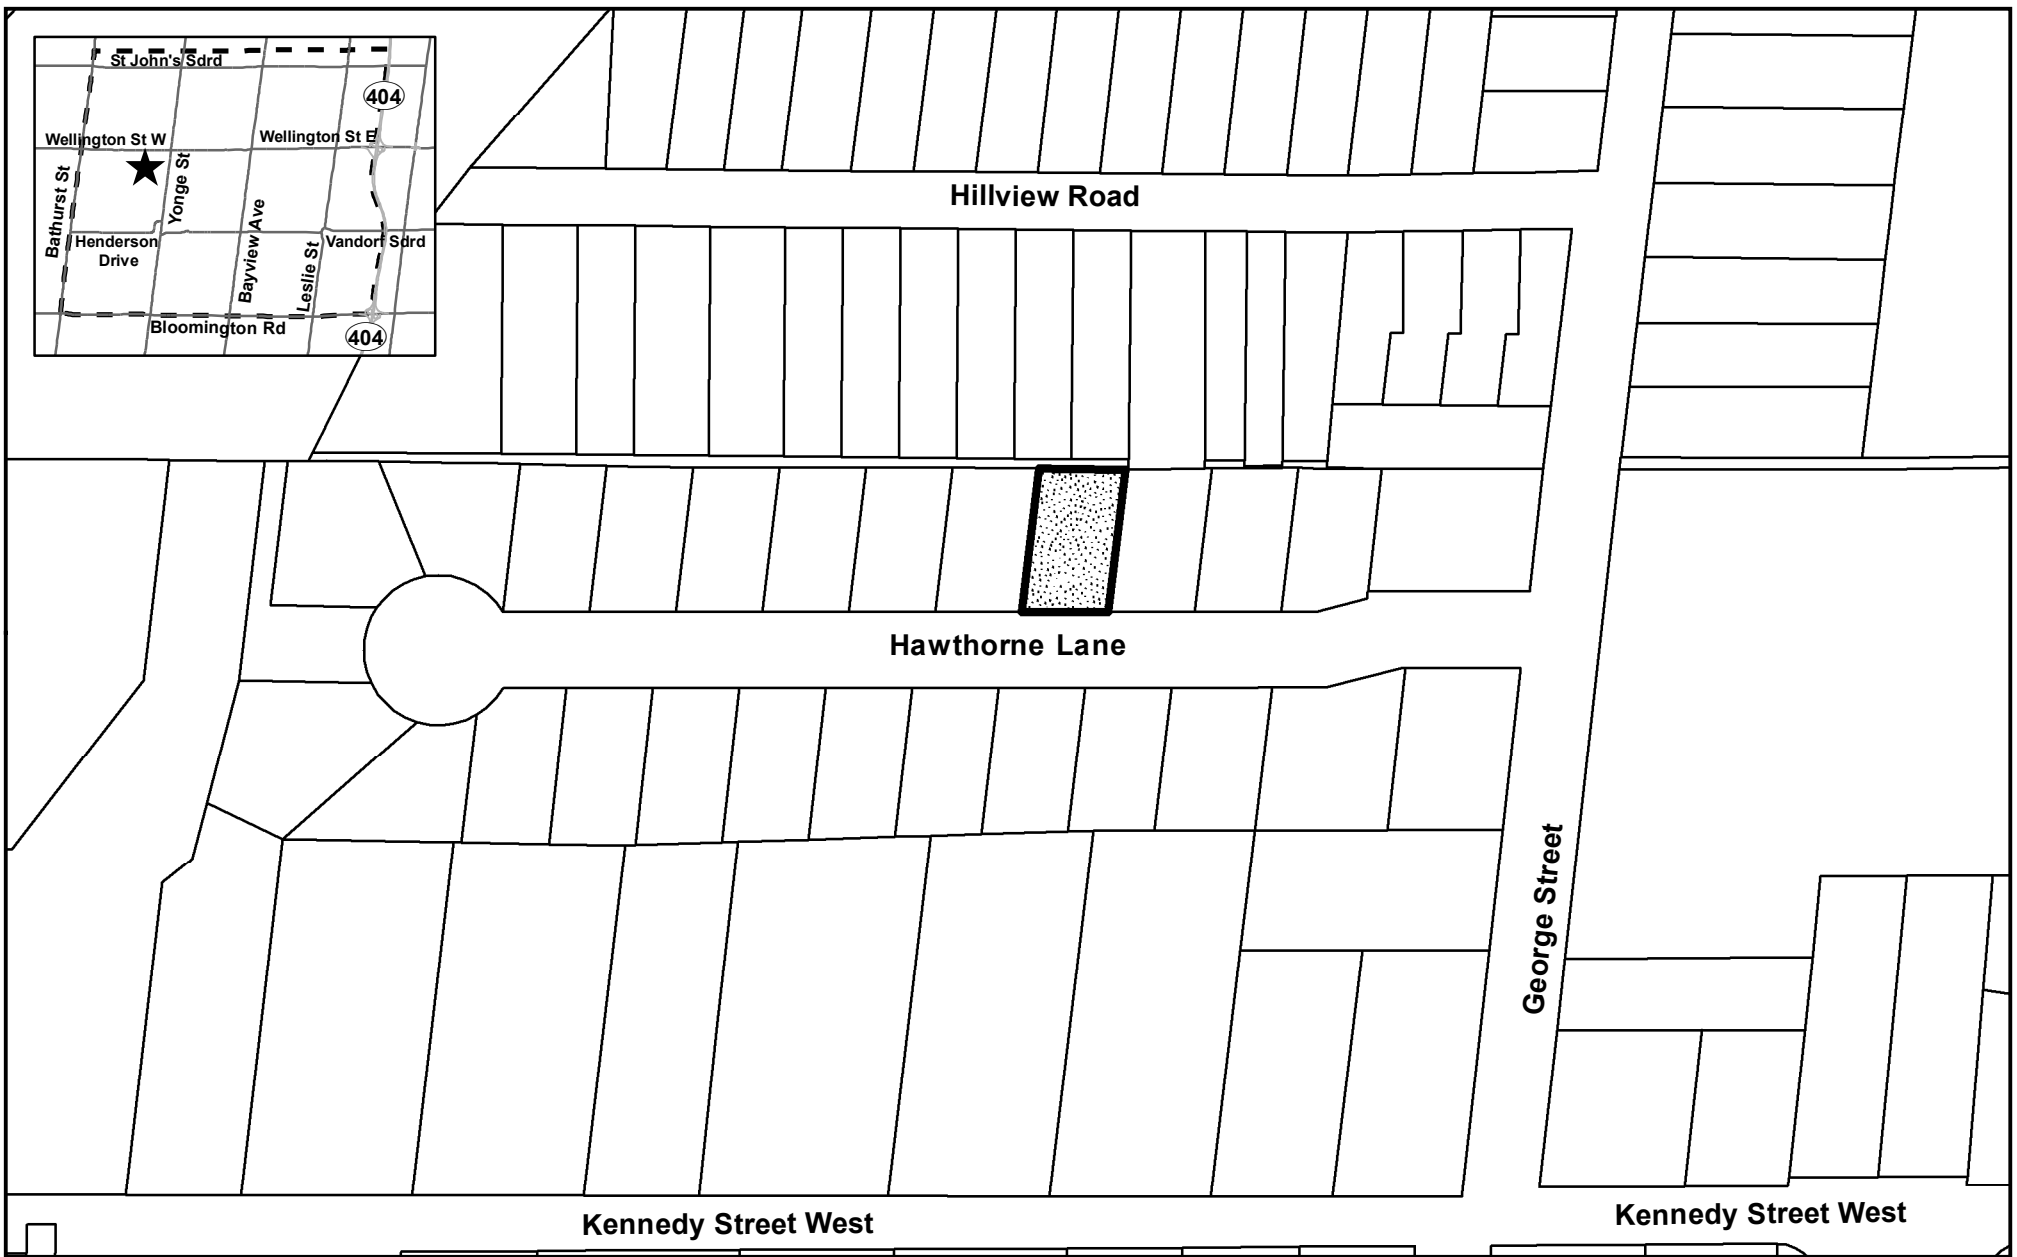 St John's Sdrd
404
Wellington St W
Wellington St E
Bathurst St
Yonge St
Bayview Ave
Leslie St
Henderson
Drive
Vandorf Sdrd
Bloomington Rd
404
Hillview Road
Hawthorne Lane
George Street
Kennedy Street West
Kennedy Street West